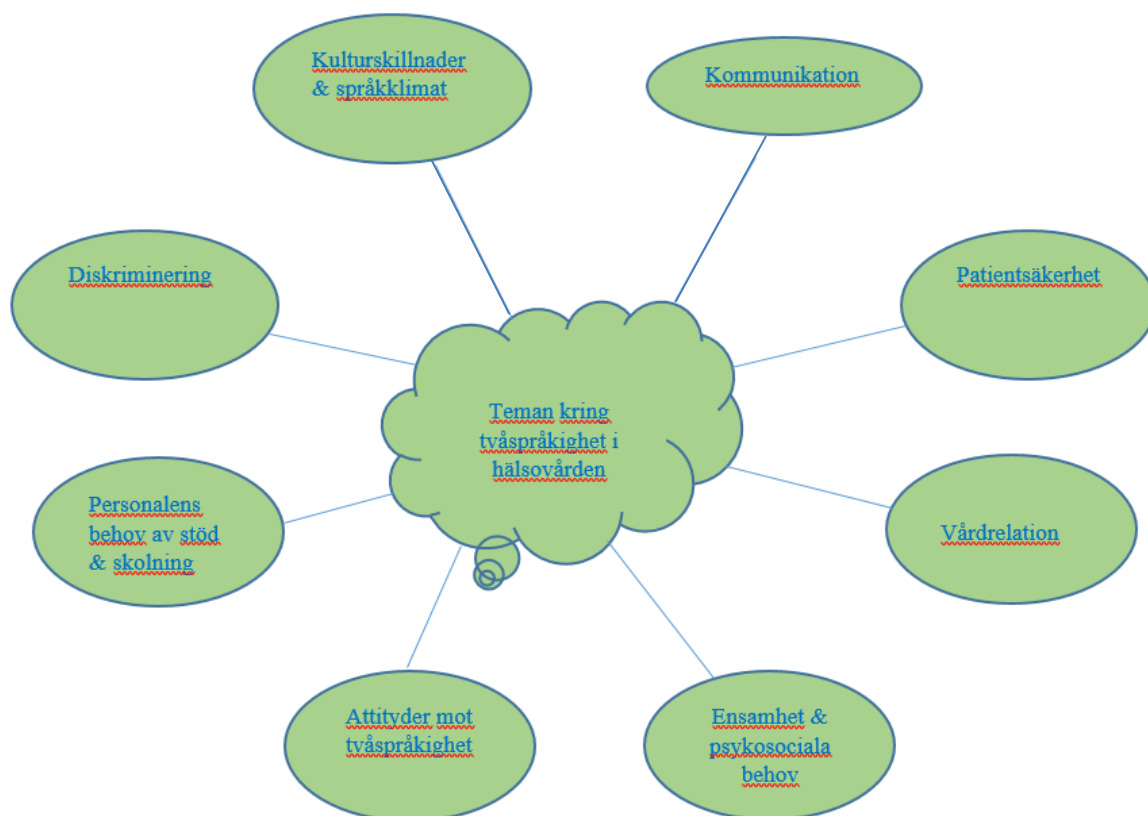 Kulturskillnader
& språkklimat
Kommunikation
Diskriminering
Patientsäkerhet
Teman kring
tvåspråkighet i
hälsovården
Personalens
behov av stöd
& skolning
Vårdrelation
Attityder mot
tvåspråkighet
Ensamhet &
psykosociala
behov